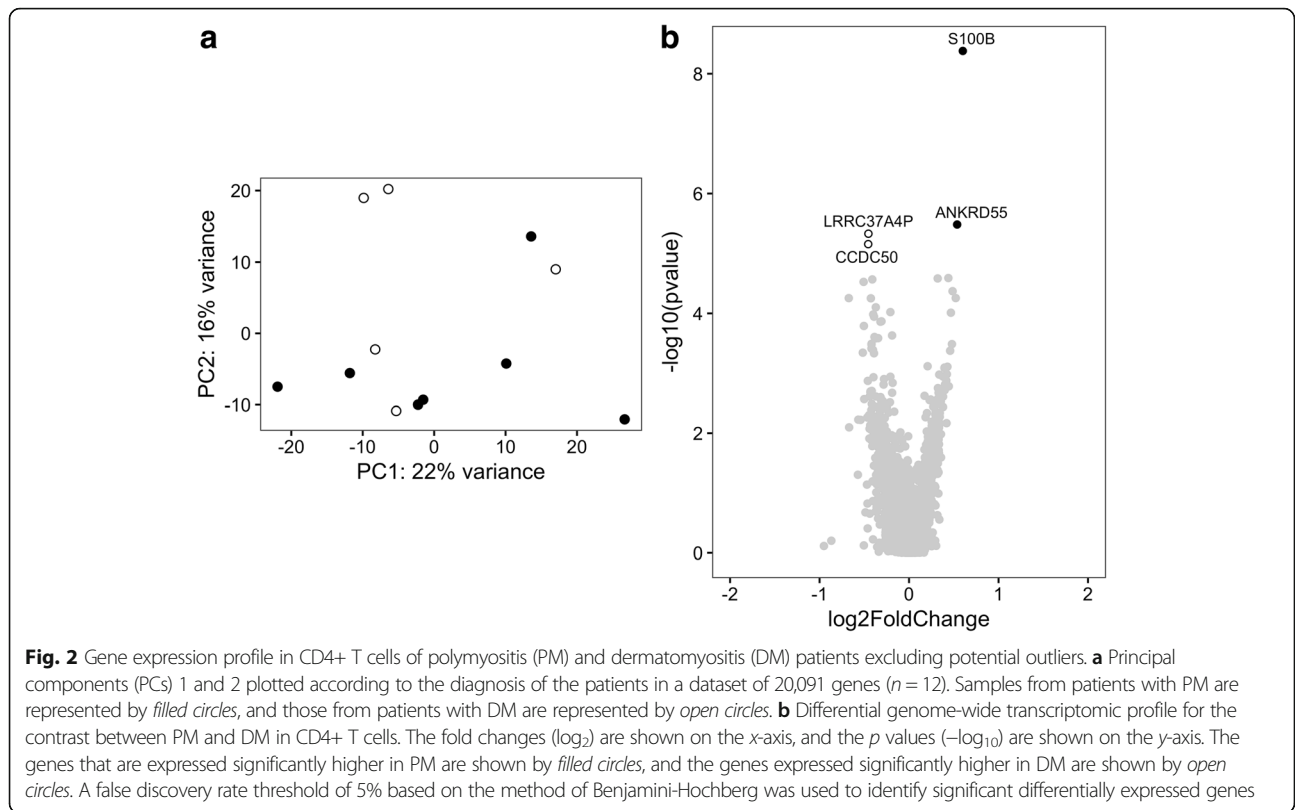 a
20
10
0
-10
PC2: 16% variance
-20
-10
0
10
20
PC1: 22% variance
b
S100B
8
6
ANKRD55
LRRC37A4P
CCDC50
4
2
0
-log10(pvalue)
-2
-1
0
1
2
log2FoldChange
Fig. 2 Gene expression profile in CD4+ T cells of polymyositis (PM) and dermatomyositis (DM) patients excluding potential outliers. a Principal
components (PCs) 1 and 2 plotted according to the diagnosis of the patients in a dataset of 20,091 genes (n = 12). Samples from patients with PM are
represented by filled circles, and those from patients with DM are represented by open circles. b Differential genome-wide transcriptomic profile for the
contrast between PM and DM in CD4+ T cells. The fold changes (log₂) are shown on the x-axis, and the p values (−log₁₀) are shown on the y-axis. The
genes that are expressed significantly higher in PM are shown by filled circles, and the genes expressed significantly higher in DM are shown by open
circles. A false discovery rate threshold of 5% based on the method of Benjamini-Hochberg was used to identify significant differentially expressed genes